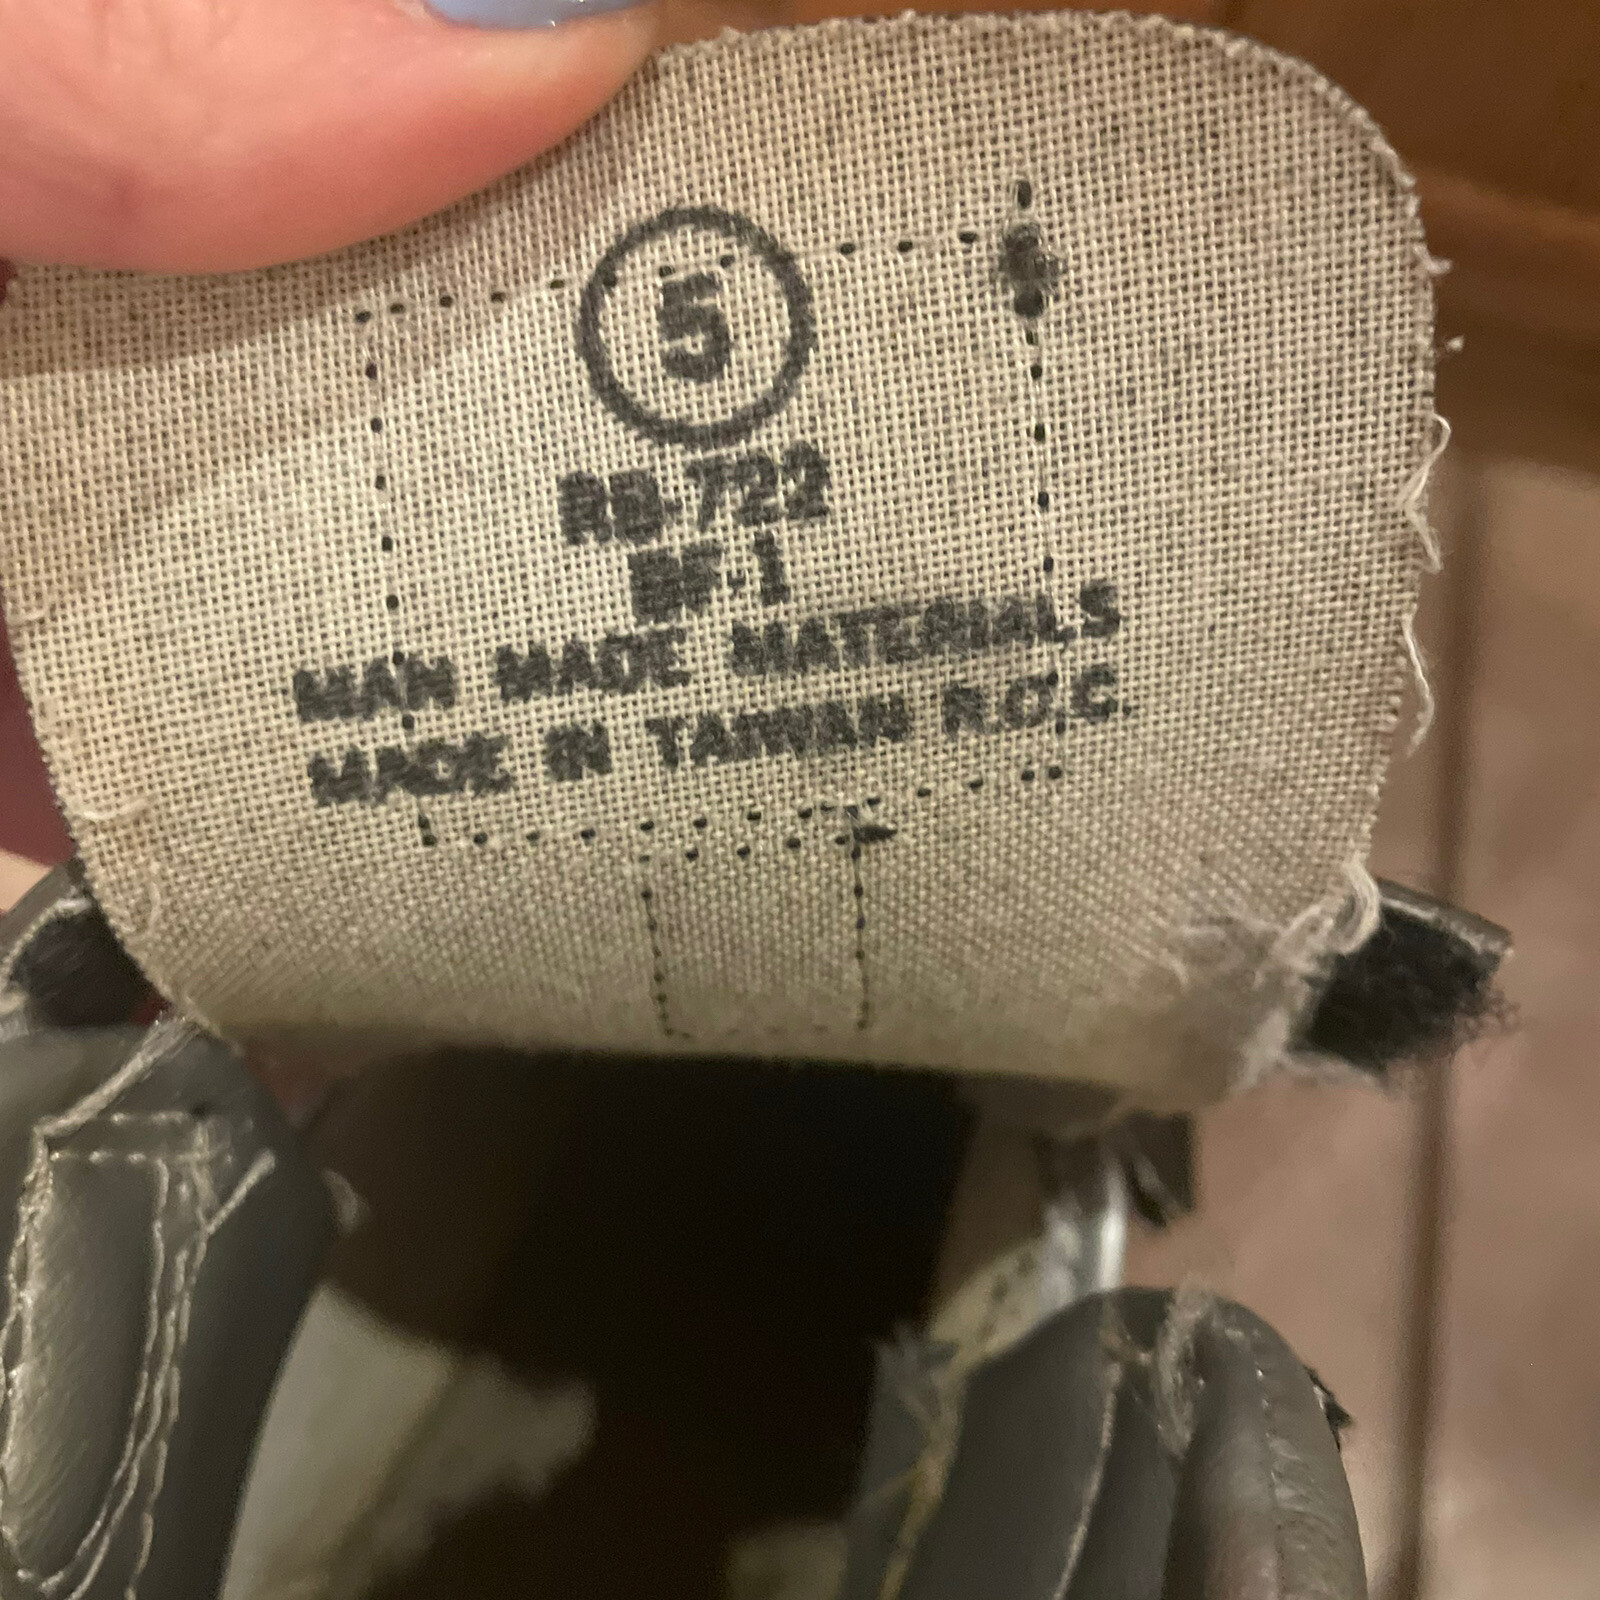 5
RB-722
BF-1
MAN MADE MATERIALS
MADE IN TAIWAN R.O.C.